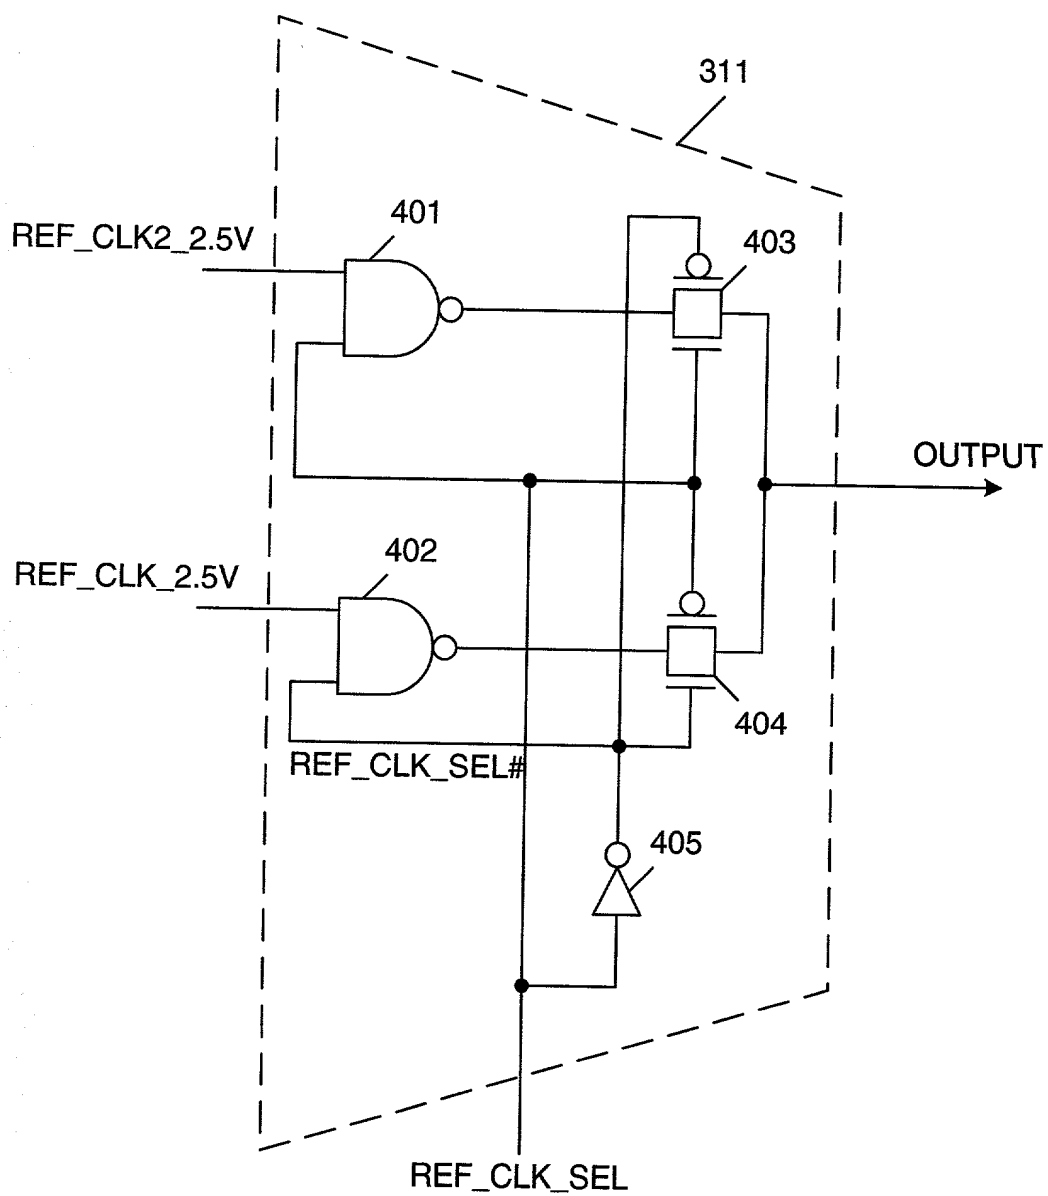 311
401
REF_CLK2_2.5V
403
OUTPUT
402
REF_CLK_2.5V
404
REF_CLK_SEL#
405
REF_CLK_SEL